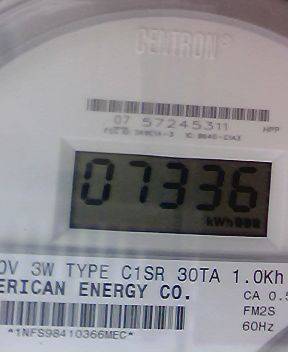 CENTRON®
07 57245311
HPP
07336
kWh
0V 3W TYPE C1SR 30TA 1.0Kh
ERICAN ENERGY CO.
CA 0.5
FM2S
*1NFS98410366MEC*
60Hz